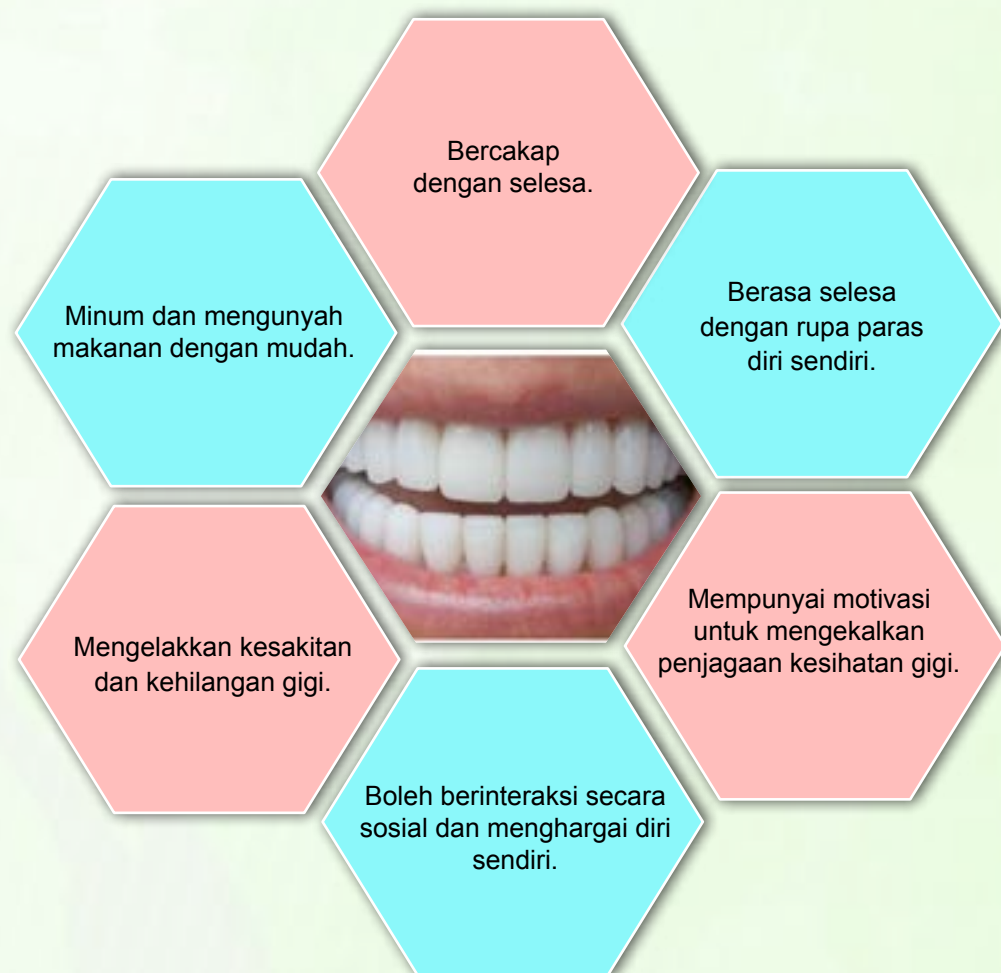 Bercakap
dengan selesa.
Berasa selesa
dengan rupa paras
diri sendiri.
Mempunyai motivasi
untuk mengekalkan
penjagaan kesihatan gigi.
Boleh berinteraksi secara
sosial dan menghargai diri
sendiri.
Mengelakkan kesakitan
dan kehilangan gigi.
Minum dan mengunyah
makanan dengan mudah.